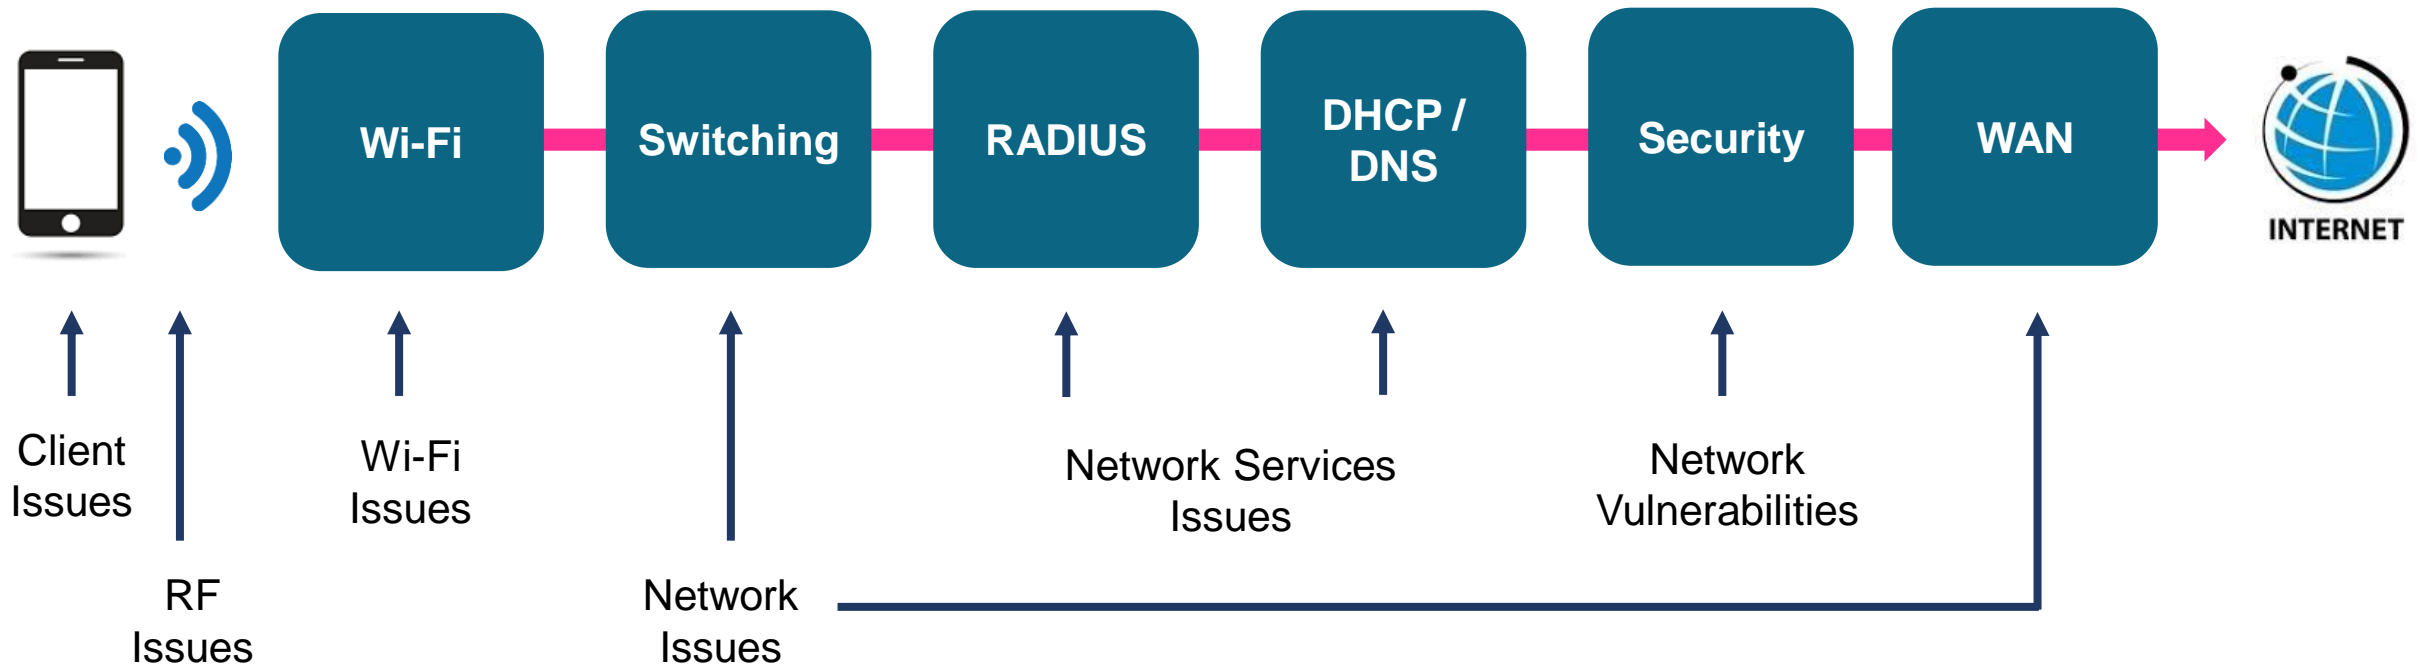 Wi-Fi
Switching
RADIUS
DHCP /
DNS
Security
WAN
INTERNET
Client
Issues
Wi-Fi
Issues
Network Services
Issues
Network
Vulnerabilities
RF
Issues
Network
Issues